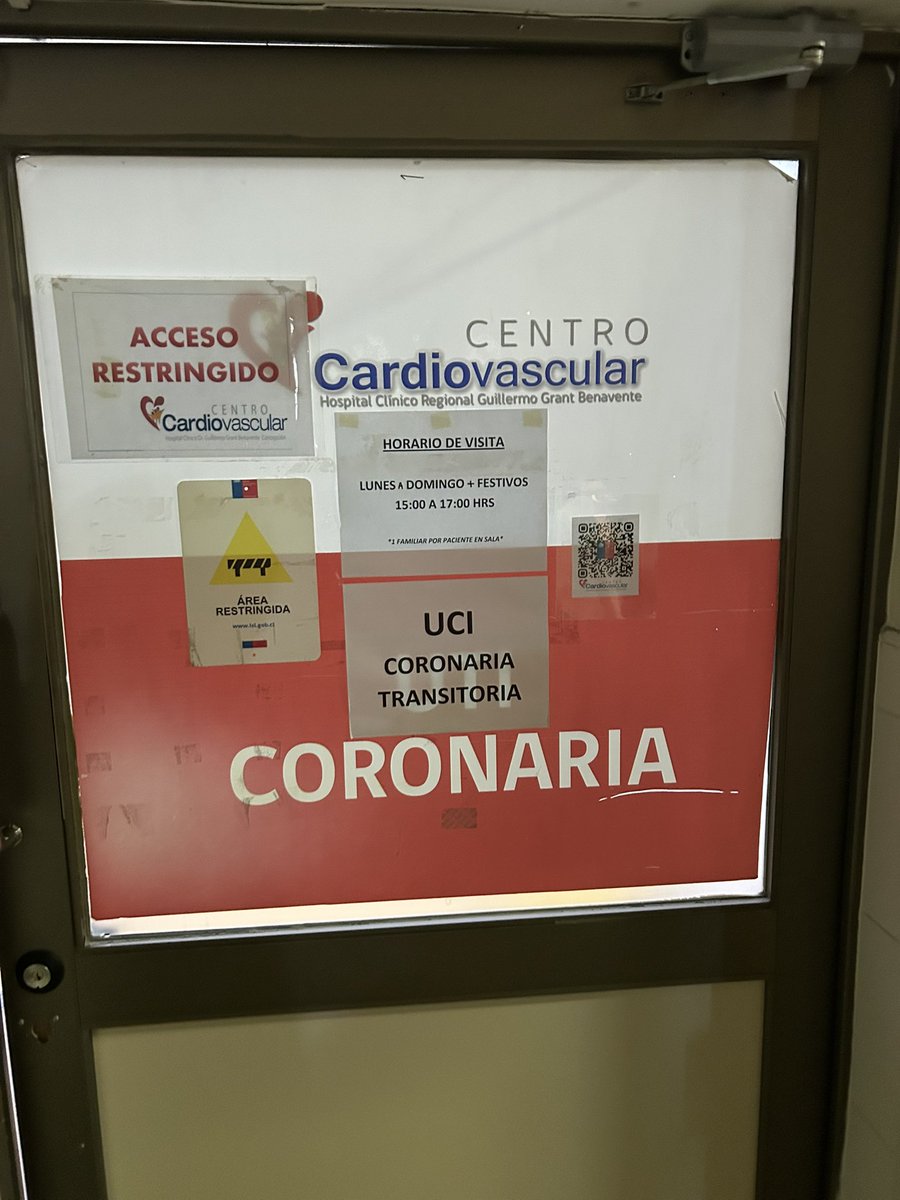 ACCESO
RESTRINGIDO
CENTRO
Cardiovascular
CENTRO
Cardiovascular
Hospital Clínico Regional Guillermo Grant Benavente
HORARIO DE VISITA
LUNES A DOMINGO + FESTIVOS
15:00 A 17:00 HRS
*1 FAMILIAR POR PACIENTE EN SALA*
ÁREA
RESTRINGIDA
Cardiovascular
UCI
CORONARIA
TRANSITORIA
CORONARIA